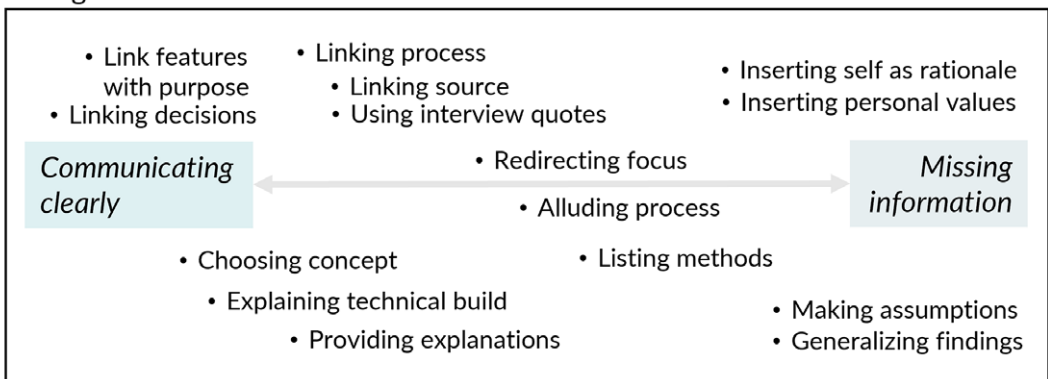 • Link features
with purpose
• Linking decisions
• Linking process
• Linking source
• Using interview quotes
• Inserting self as rationale
• Inserting personal values
Communicating
clearly
• Redirecting focus
• Alluding process
Missing
information
• Choosing concept
• Explaining technical build
• Providing explanations
• Listing methods
• Making assumptions
• Generalizing findings